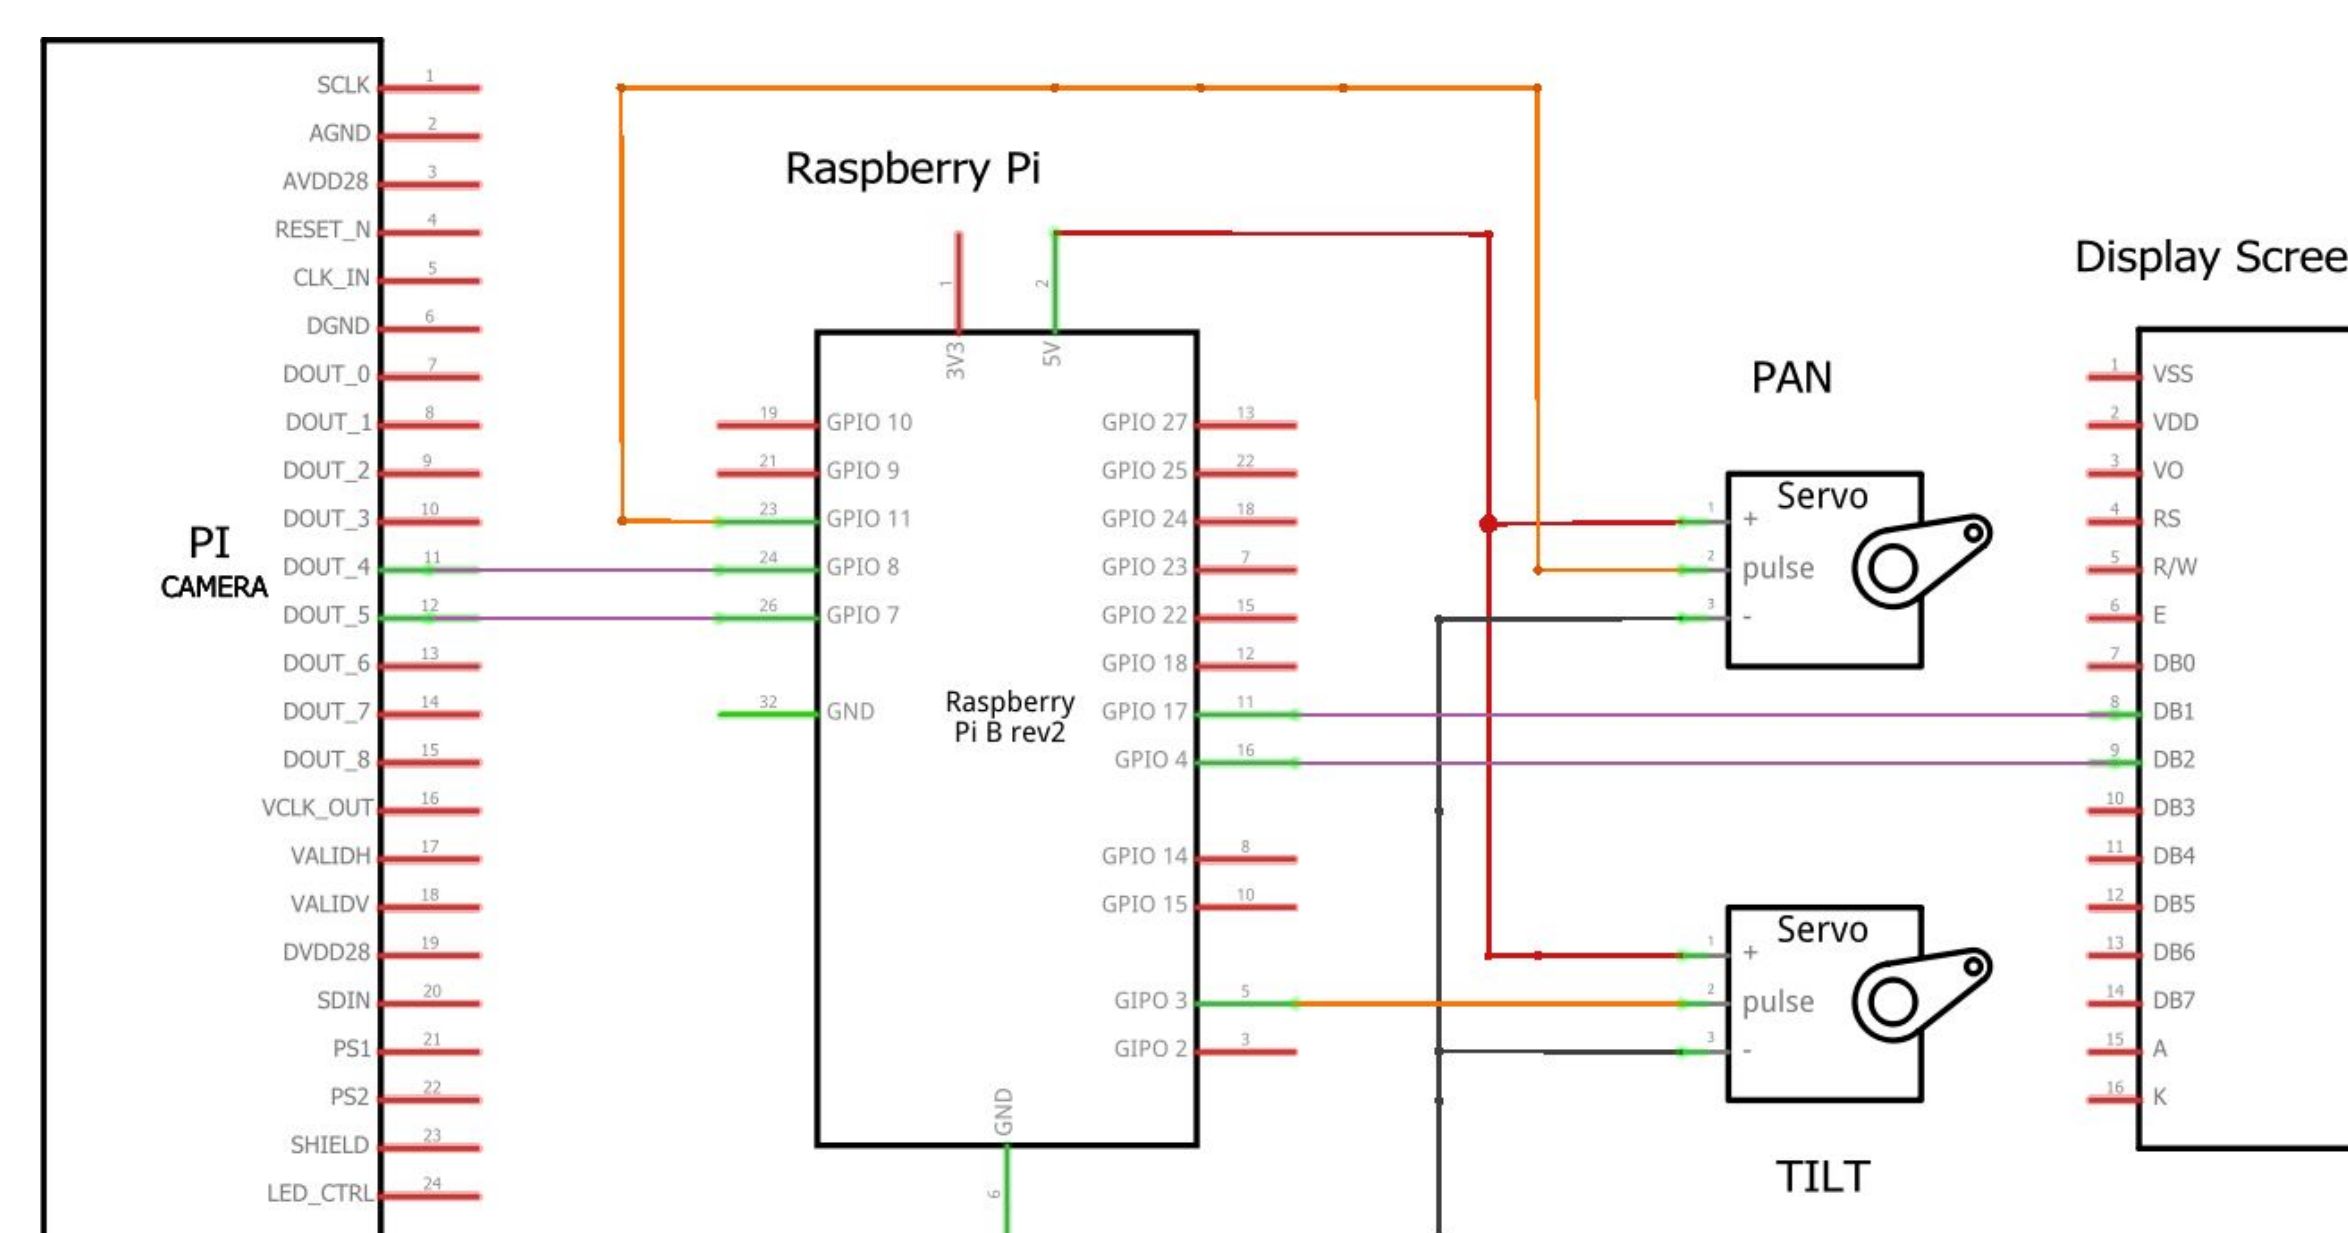 PI
CAMERA
SCLK 1
AGND 2
AVDD28 3
RESET_N 4
CLK_IN 5
DGND 6
DOUT_0 7
DOUT_1 8
DOUT_2 9
DOUT_3 10
DOUT_4 11
DOUT_5 12
DOUT_6 13
DOUT_7 14
DOUT_8 15
VCLK_OUT 16
VALIDH 17
VALIDV 18
DVDD28 19
SDIN 20
PS1 21
PS2 22
SHIELD 23
LED_CTRL 24
Raspberry Pi
1 3V3
2 5V
19 GPIO 10
21 GPIO 9
23 GPIO 11
24 GPIO 8
26 GPIO 7
32 GND
Raspberry
Pi B rev2
GPIO 27 13
GPIO 25 22
GPIO 24 18
GPIO 23 7
GPIO 22 15
GPIO 18 12
GPIO 17 11
GPIO 4 16
GPIO 14 8
GPIO 15 10
GIPO 3 5
GIPO 2 3
GND
6
PAN
Servo
1 +
2 pulse
3 -
Servo
1 +
2 pulse
3 -
TILT
Display Scree
1 VSS
2 VDD
3 VO
4 RS
5 R/W
6 E
7 DB0
8 DB1
9 DB2
10 DB3
11 DB4
12 DB5
13 DB6
14 DB7
15 A
16 K